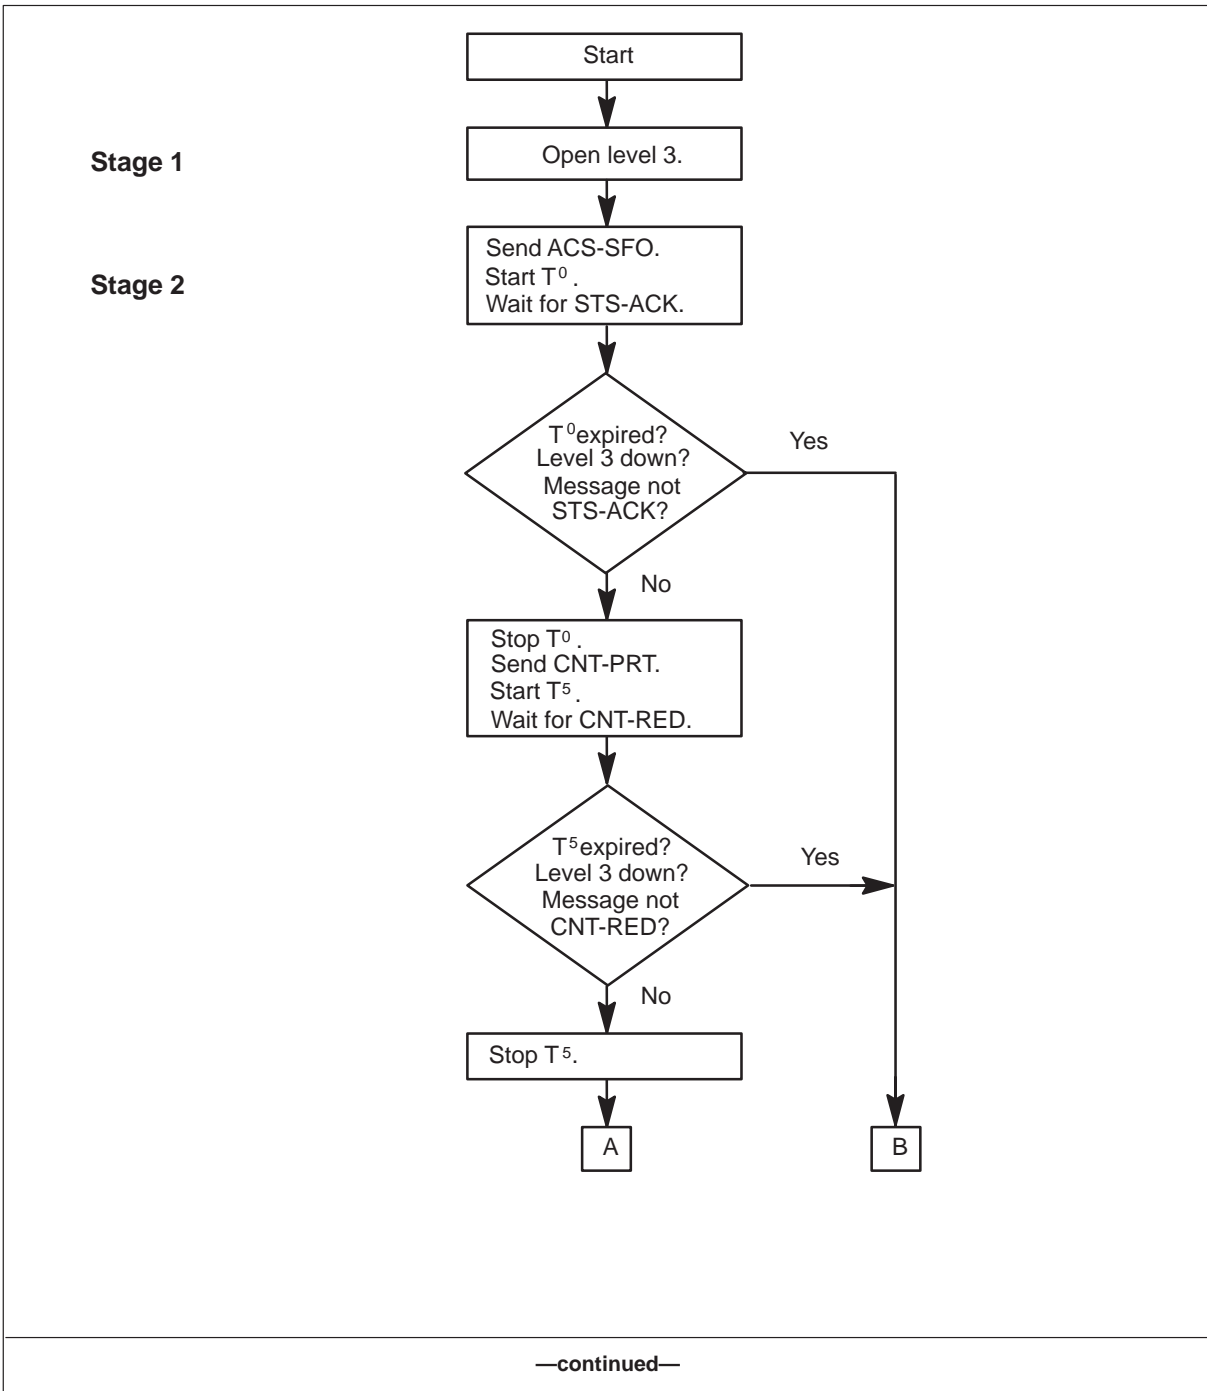 Start
Stage 1
Open level 3.
Stage 2
Send ACS-SFO.
Start T⁰.
Wait for STS-ACK.
T⁰expired?
Level 3 down?
Message not
STS-ACK?
Yes
No
Stop T⁰.
Send CNT-PRT.
Start T⁵.
Wait for CNT-RED.
T⁵expired?
Level 3 down?
Message not
CNT-RED?
Yes
No
Stop T⁵.
A
B
—continued—